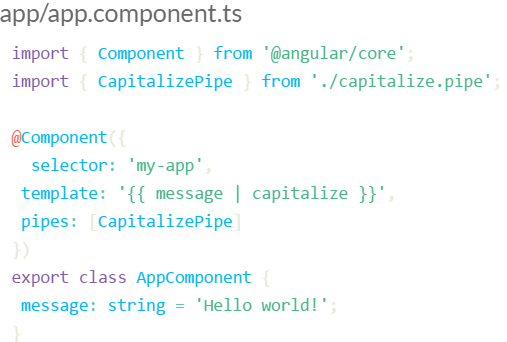 app/app.component.ts
import { Component } from '@angular/core';
import { CapitalizePipe } from './capitalize.pipe';
@Component({
selector: 'my-app',
template: '{{ message | capitalize }}',
pipes: [CapitalizePipe]
})
export class AppComponent {
message: string = 'Hello world!';
}